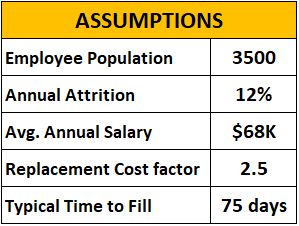 ASSUMPTIONS
Employee Population 3500
Annual Attrition 12%
Avg. Annual Salary $68K
Replacement Cost factor 2.5
Typical Time to Fill 75 days